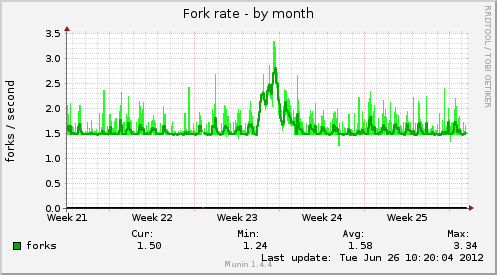 Fork rate - by month
RRDTOOL / TOBI OETIKER
forks / second
3.5
3.0
2.5
2.0
1.5
1.0
0.5
0.0
Week 21 Week 22 Week 23 Week 24 Week 25
Cur: Min: Avg: Max:
forks 1.50 1.24 1.58 3.34
Last update: Tue Jun 26 10:20:04 2012
Munin 1.4.4